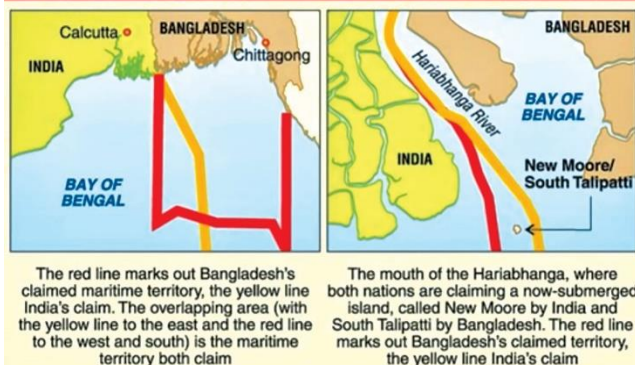 Calcutta
BANGLADESH
Chittagong
INDIA
BAY OF
BENGAL
The red line marks out Bangladesh's
claimed maritime territory, the yellow line
India's claim. The overlapping area (with
the yellow line to the east and the red line
to the west and south) is the maritime
territory both claim
BANGLADESH
Hariabhanga River
BAY OF
BENGAL
INDIA
New Moore/
South Talipatti
The mouth of the Hariabhanga, where
both nations are claiming a now-submerged
island, called New Moore by India and
South Talipatti by Bangladesh. The red line
marks out Bangladesh's claimed territory,
the yellow line India's claim